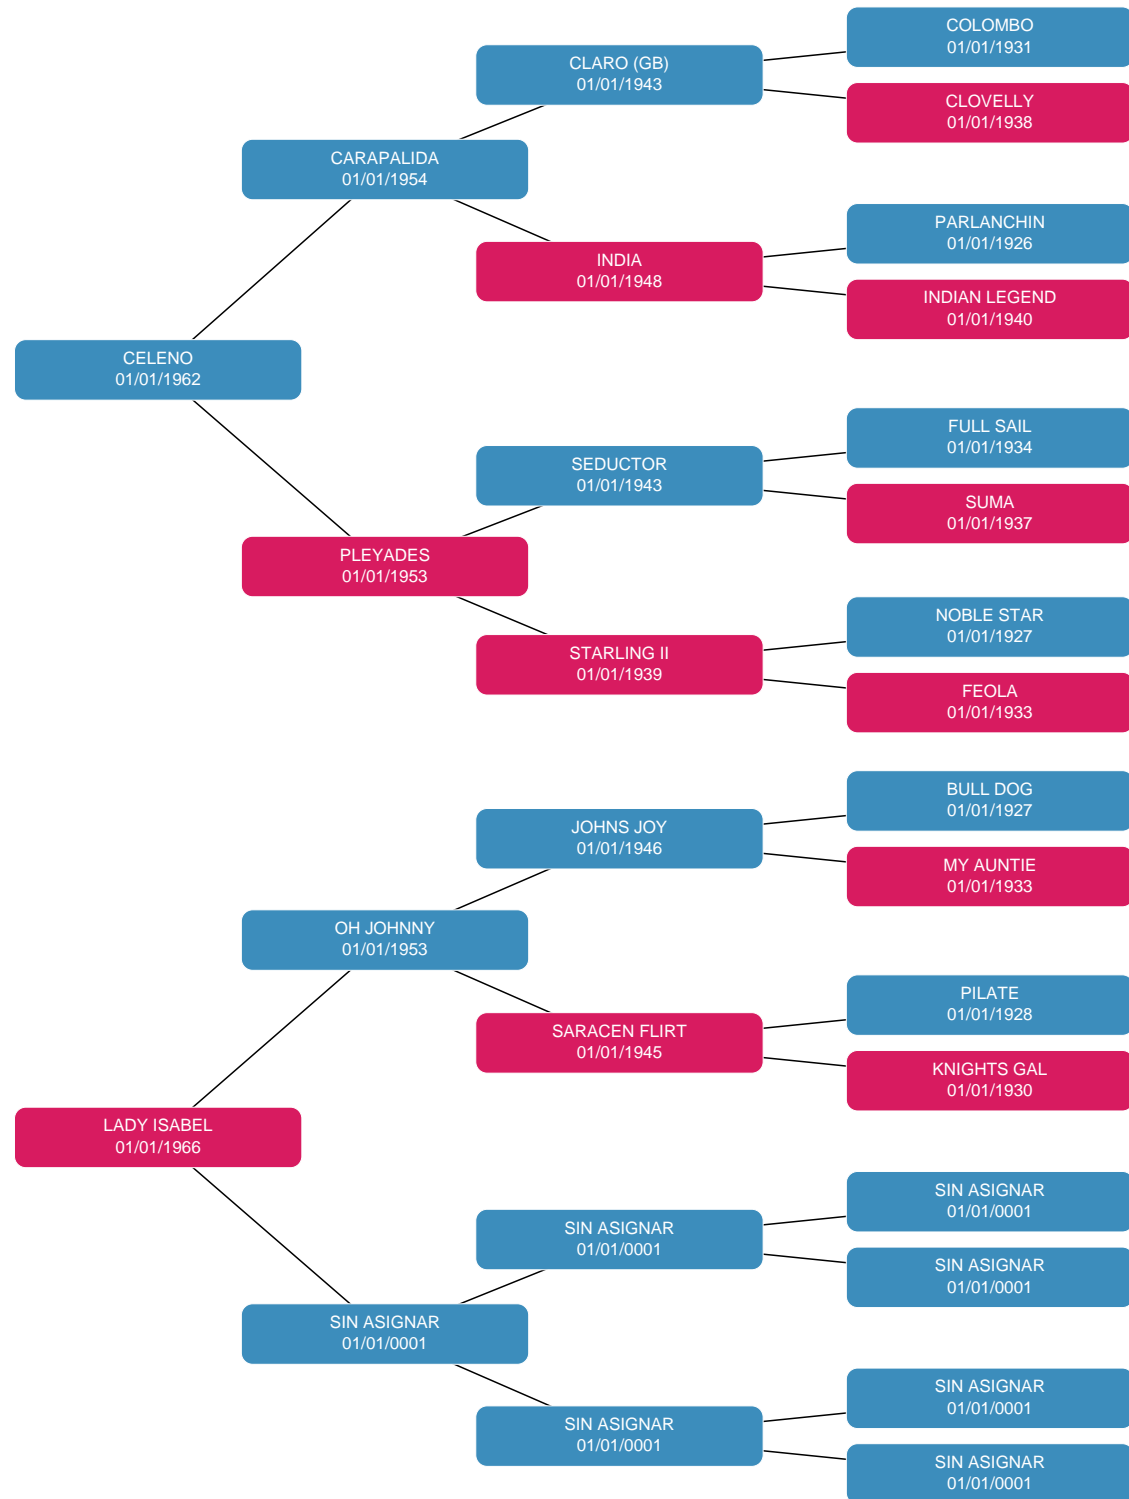 COLOMBO
01/01/1931
CLARO (GB)
01/01/1943
CLOVELLY
01/01/1938
CARAPALIDA
01/01/1954
PARLANCHIN
01/01/1926
INDIA
01/01/1948
INDIAN LEGEND
01/01/1940
CELENO
01/01/1962
FULL SAIL
01/01/1934
SEDUCTOR
01/01/1943
SUMA
01/01/1937
PLEYADES
01/01/1953
NOBLE STAR
01/01/1927
STARLING II
01/01/1939
FEOLA
01/01/1933
BULL DOG
01/01/1927
JOHNS JOY
01/01/1946
MY AUNTIE
01/01/1933
OH JOHNNY
01/01/1953
PILATE
01/01/1928
SARACEN FLIRT
01/01/1945
KNIGHTS GAL
01/01/1930
LADY ISABEL
01/01/1966
SIN ASIGNAR
01/01/0001
SIN ASIGNAR
01/01/0001
SIN ASIGNAR
01/01/0001
SIN ASIGNAR
01/01/0001
SIN ASIGNAR
01/01/0001
SIN ASIGNAR
01/01/0001
SIN ASIGNAR
01/01/0001